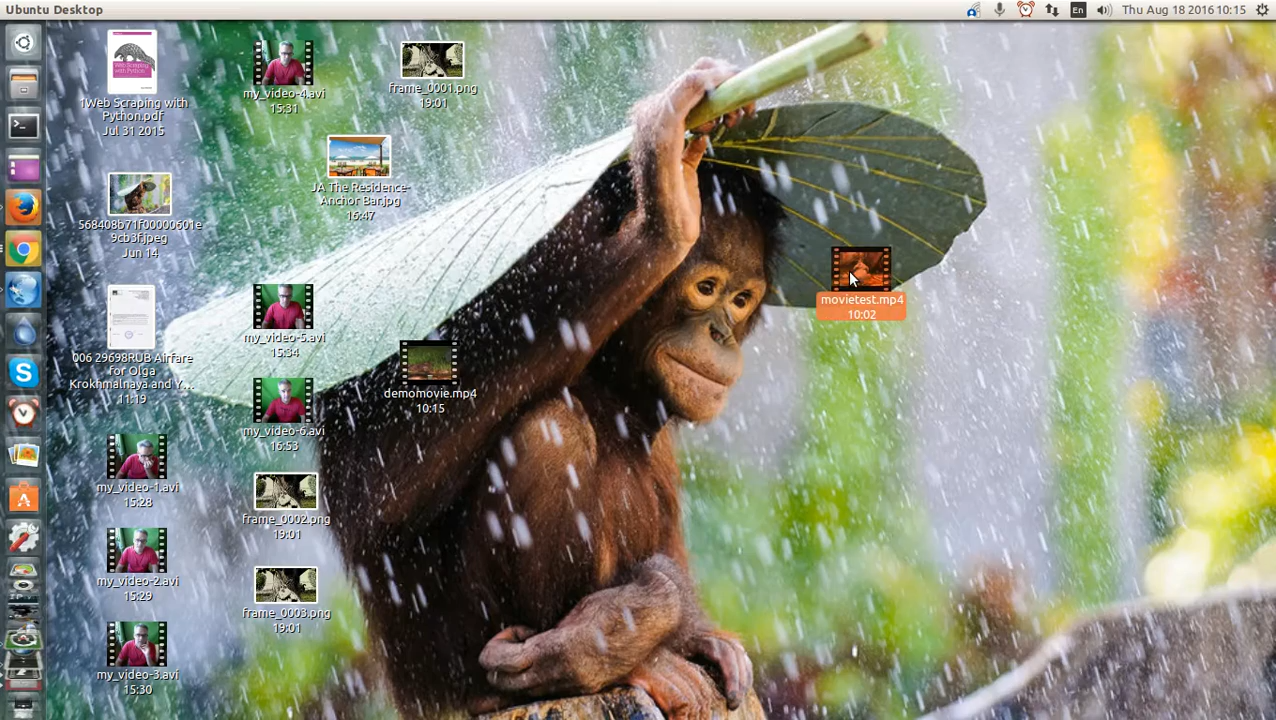 Ubuntu Desktop
En
Thu Aug 18 2016 10:15
1Web Scraping with
Python.pdf
Jul 31 2015
my_video-4.avi
15:31
frame_0001.png
19:01
JA The Residence-
Anchor Bar.jpg
16:47
568408b71f00000601e
9cb3f.jpeg
Jun 14
movietest.mp4
10:02
my_video-5.avi
15:34
006 29698RUB Airfare
for Olga
Krokhmalnaya and Y...
11:19
demomovie.mp4
10:15
my_video-6.avi
16:53
my_video-1.avi
15:28
frame_0002.png
19:01
my_video-2.avi
15:29
frame_0003.png
19:01
my_video-3.avi
15:30